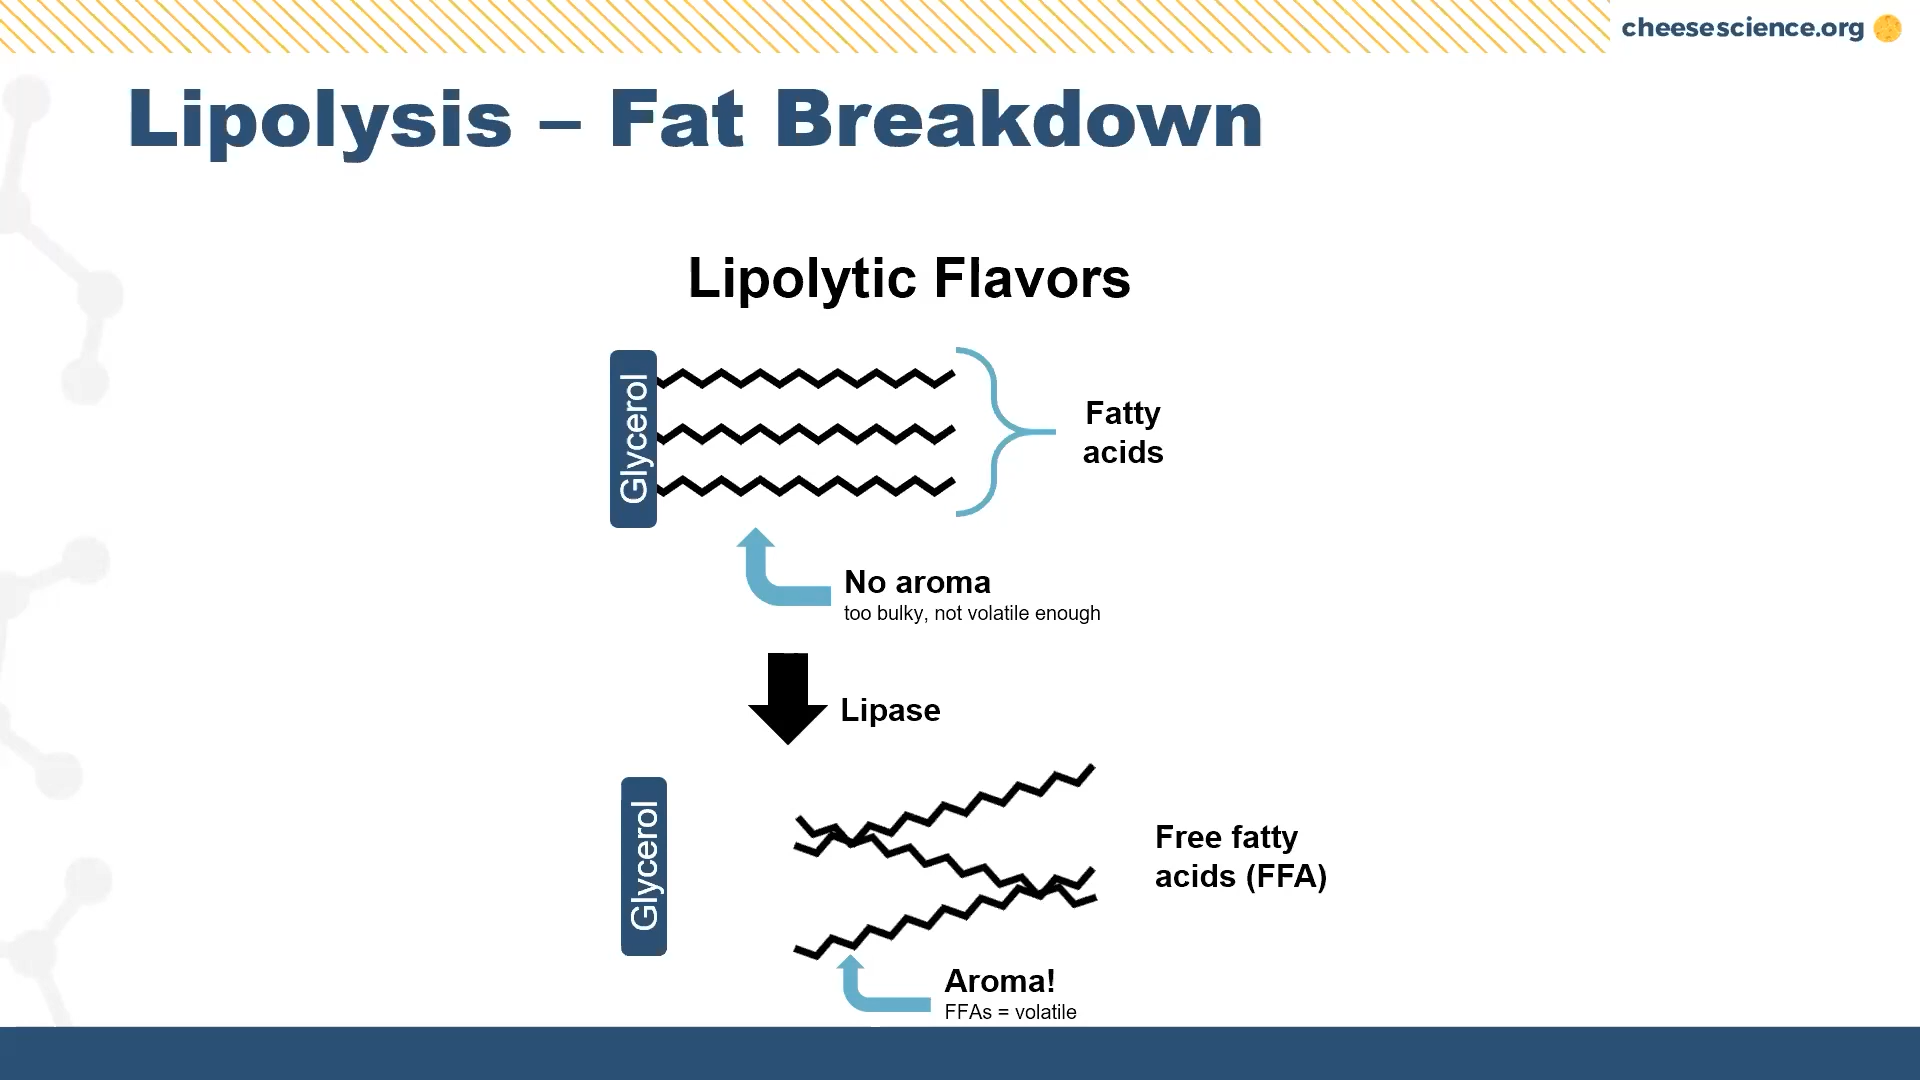 cheesescience.org
Lipolysis – Fat Breakdown
Lipolytic Flavors
Glycerol
Fatty
acids
No aroma
too bulky, not volatile enough
Lipase
Glycerol
Free fatty
acids (FFA)
Aroma!
FFAs = volatile